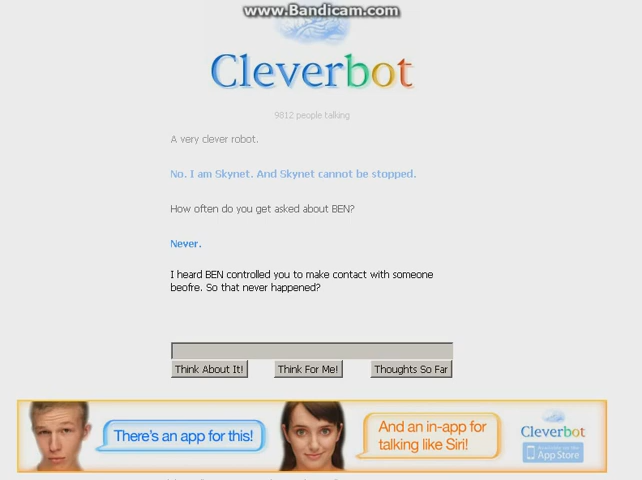 www.Bandicam.com
Cleverbot
9812 people talking
A very clever robot.
No. I am Skynet. And Skynet cannot be stopped.
How often do you get asked about BEN?
Never.
I heard BEN controlled you to make contact with someone
beofre. So that never happened?
Think About It! Think For Me! Thoughts So Far
There's an app for this!
And an in-app for
talking like Siri!
Cleverbot
App Store